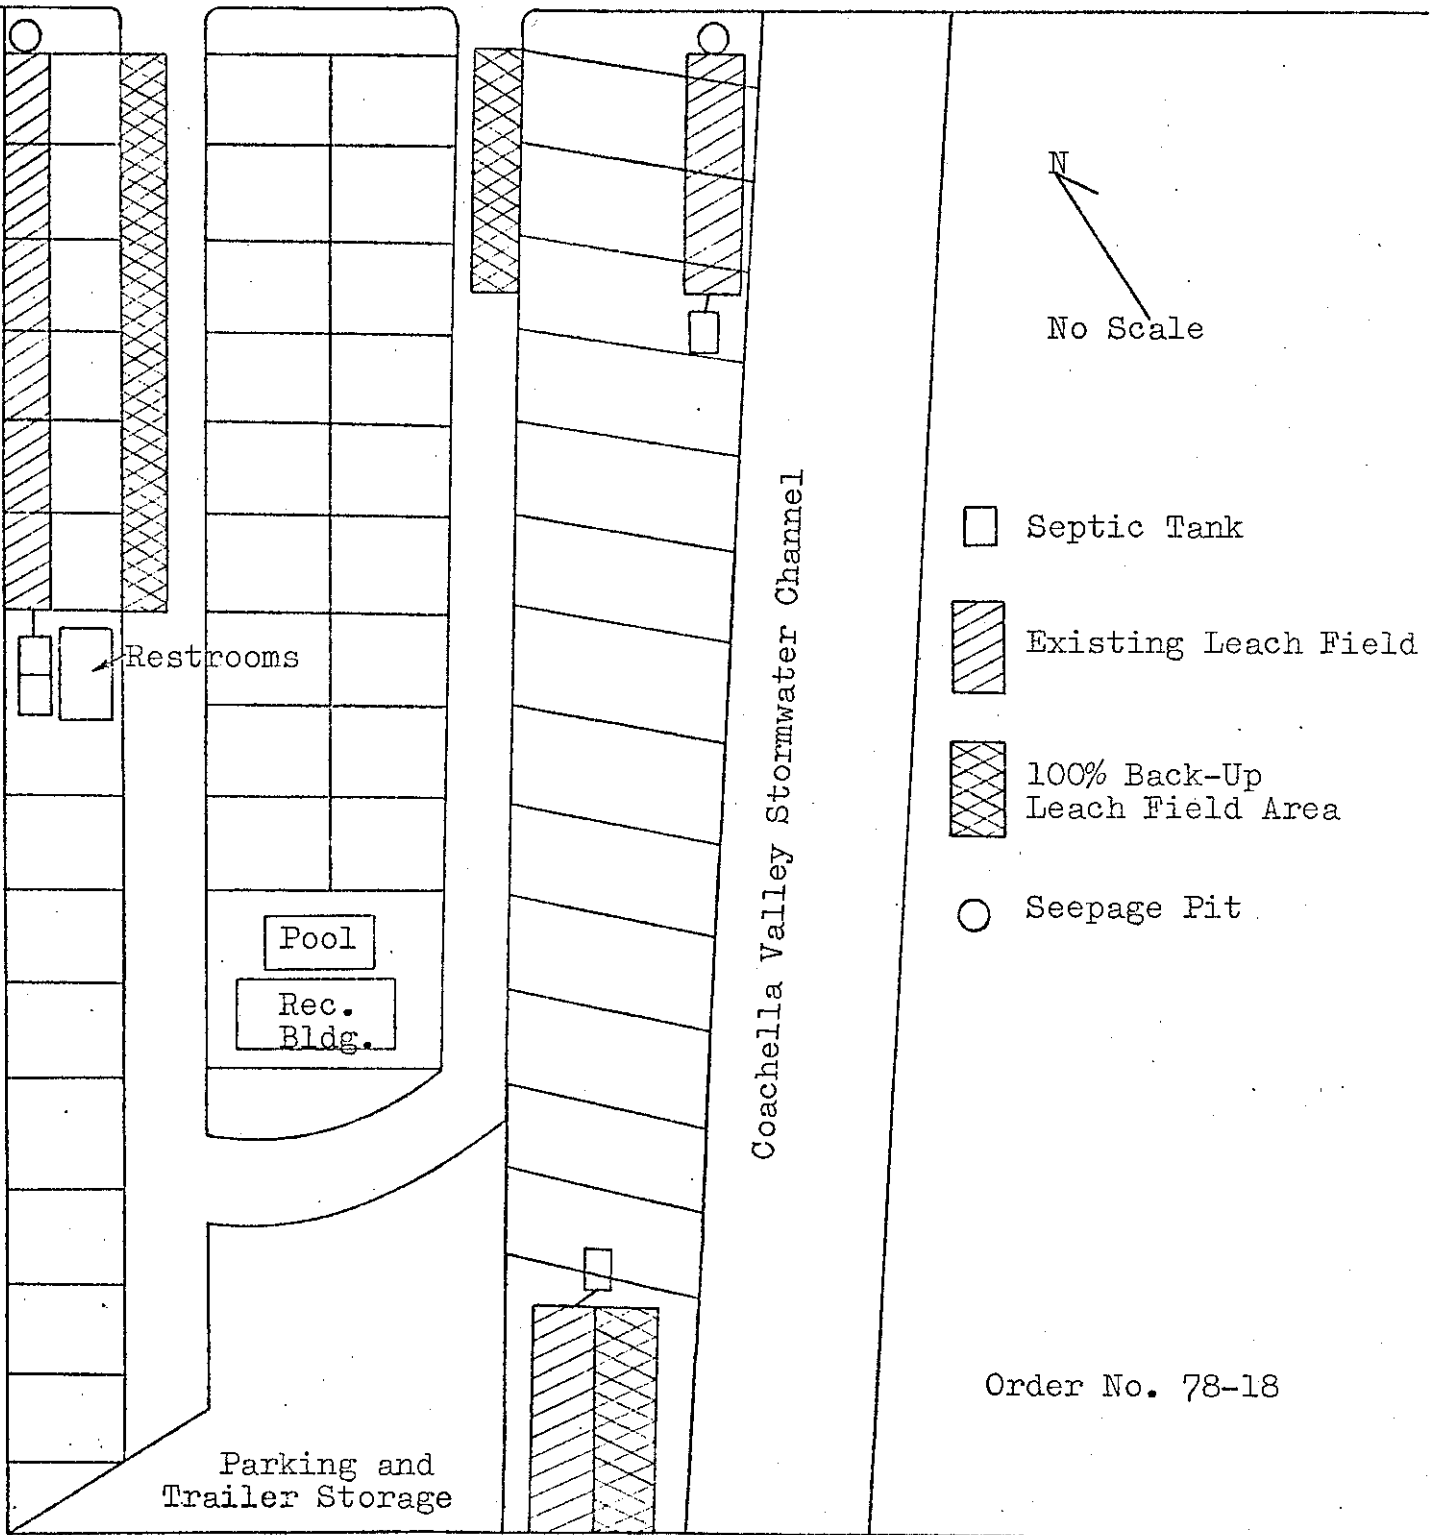 N
No Scale
Septic Tank
Existing Leach Field
100% Back-Up
Leach Field Area
Seepage Pit
Restrooms
Pool
Rec.
Bldg.
Coachella Valley Stormwater Channel
Parking and
Trailer Storage
Order No. 78-18